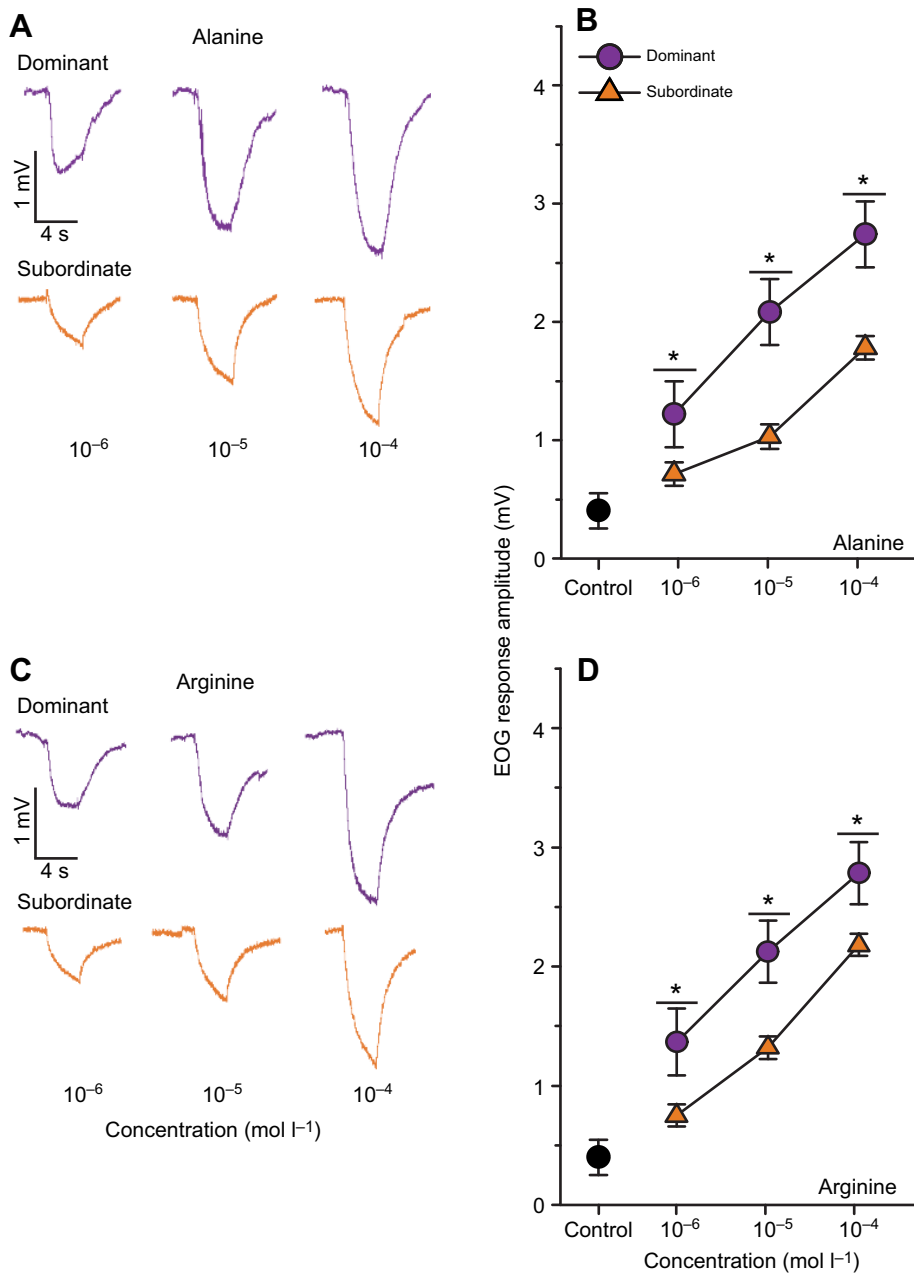 A
Alanine
Dominant
1 mV
4 s
Subordinate
10⁻⁶
10⁻⁵
10⁻⁴
B
Dominant
Subordinate
4
3
2
1
0
*
*
*
Alanine
Control
10⁻⁶
10⁻⁵
10⁻⁴
EOG response amplitude (mV)
C
Arginine
Dominant
1 mV
4 s
Subordinate
10⁻⁶
10⁻⁵
10⁻⁴
Concentration (mol l⁻¹)
D
4
3
2
1
0
*
*
*
Arginine
Control
10⁻⁶
10⁻⁵
10⁻⁴
Concentration (mol l⁻¹)